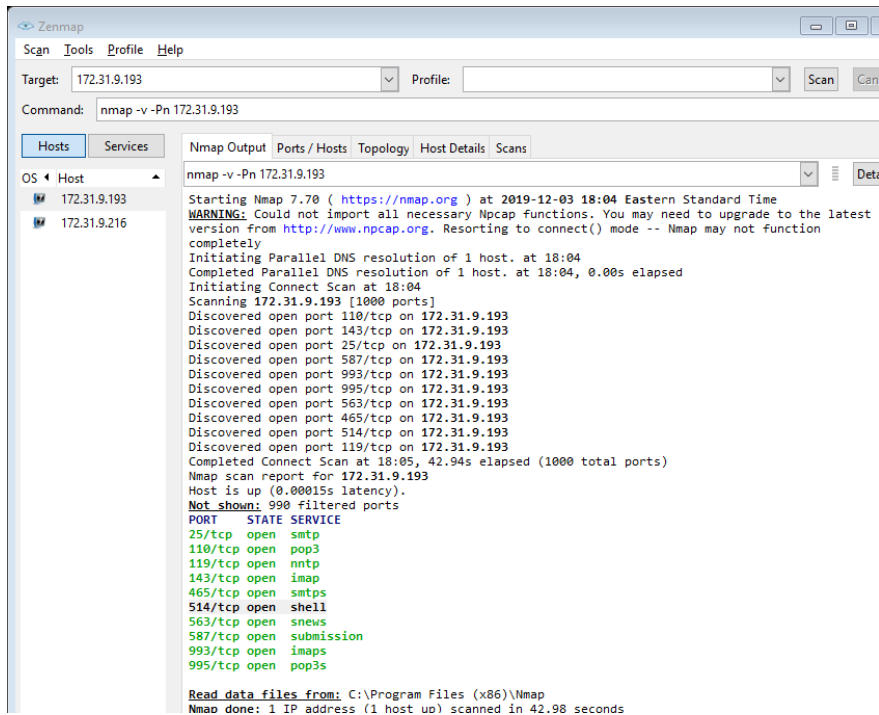 Zenmap
Scan Tools Profile Help
Target: 172.31.9.193 Profile: Scan
Command: nmap -v -Pn 172.31.9.193
Hosts Services Nmap Output Ports / Hosts Topology Host Details Scans
OS Host
172.31.9.193
172.31.9.216
nmap -v -Pn 172.31.9.193
Starting Nmap 7.70 ( https://nmap.org ) at 2019-12-03 18:04 Eastern Standard Time
WARNING: Could not import all necessary Npcap functions. You may need to upgrade to the latest
version from http://www.npcap.org. Resorting to connect() mode -- Nmap may not function
completely
Initiating Parallel DNS resolution of 1 host. at 18:04
Completed Parallel DNS resolution of 1 host. at 18:04, 0.00s elapsed
Initiating Connect Scan at 18:04
Scanning 172.31.9.193 [1000 ports]
Discovered open port 110/tcp on 172.31.9.193
Discovered open port 143/tcp on 172.31.9.193
Discovered open port 25/tcp on 172.31.9.193
Discovered open port 587/tcp on 172.31.9.193
Discovered open port 993/tcp on 172.31.9.193
Discovered open port 995/tcp on 172.31.9.193
Discovered open port 563/tcp on 172.31.9.193
Discovered open port 465/tcp on 172.31.9.193
Discovered open port 514/tcp on 172.31.9.193
Discovered open port 119/tcp on 172.31.9.193
Completed Connect Scan at 18:05, 42.94s elapsed (1000 total ports)
Nmap scan report for 172.31.9.193
Host is up (0.00015s latency).
Not shown: 990 filtered ports
PORT STATE SERVICE
25/tcp open smtp
110/tcp open pop3
119/tcp open nntp
143/tcp open imap
465/tcp open smtps
514/tcp open shell
563/tcp open snews
587/tcp open submission
993/tcp open imaps
995/tcp open pop3s
Read data files from: C:\Program Files (x86)\Nmap
Nmap done: 1 IP address (1 host up) scanned in 42.98 seconds